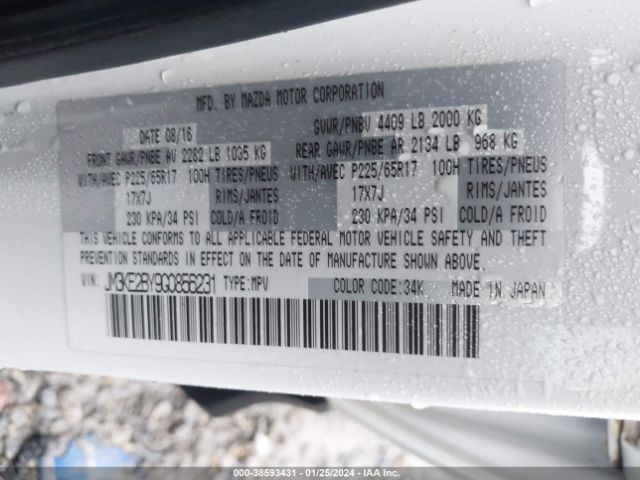 MFD. BY MAZDA MOTOR CORPORATION
DATE 08/16 GVWR/PNBV 4409 LB 2000 KG
FRONT GAWR/PNBE AV 2282 LB 1035 KG REAR GAWR/PNBE AR 2134 LB 968 KG
WITH/AVEC P225/65R17 100H TIRES/PNEUS WITH/AVEC P225/65R17 100H TIRES/PNEUS
17X7J RIMS/JANTES 17X7J RIMS/JANTES
230 KPA/34 PSI COLD/A FROID 230 KPA/34 PSI COLD/A FROID
THIS VEHICLE CONFORMS TO ALL APPLICABLE FEDERAL MOTOR VEHICLE SAFETY AND THEFT
PREVENTION STANDARDS IN EFFECT ON THE DATE OF MANUFACTURE SHOWN ABOVE.
VIN: JM3KE2BY9G0856231 TYPE:MPV COLOR CODE:34K MADE IN JAPAN
000-38593431 - 01/25/2024 - IAA Inc.